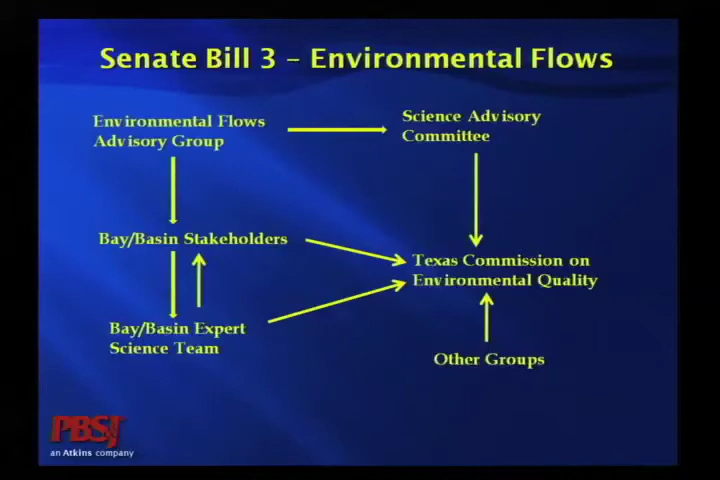 Senate Bill 3 – Environmental Flows
Environmental Flows
Advisory Group
Science Advisory
Committee
Bay/Basin Stakeholders
Texas Commission on
Environmental Quality
Bay/Basin Expert
Science Team
Other Groups
PBSJ
an Atkins company